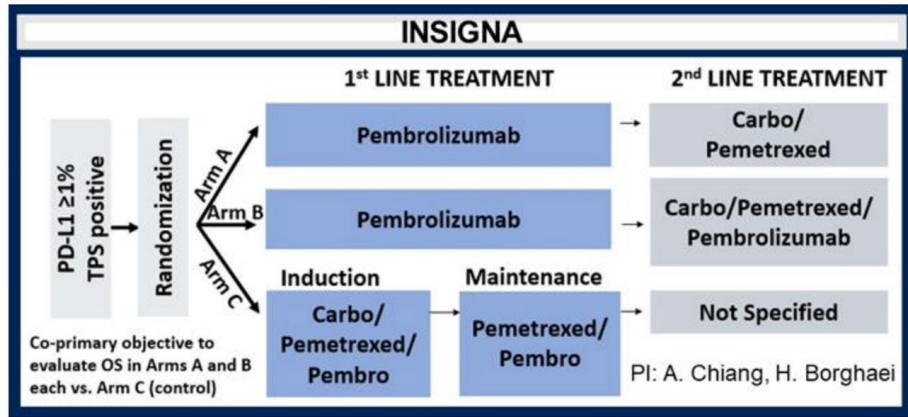 INSIGNA
1st LINE TREATMENT
2nd LINE TREATMENT
PD-L1 ≥1%
TPS positive
Randomization
Arm A
Pembrolizumab
Carbo/
Pemetrexed
Arm B
Pembrolizumab
Carbo/Pemetrexed/
Pembrolizumab
Arm C
Induction
Carbo/
Pemetrexed/
Pembro
Maintenance
Pemetrexed/
Pembro
Not Specified
Co-primary objective to
evaluate OS in Arms A and B
each vs. Arm C (control)
PI: A. Chiang, H. Borghaei